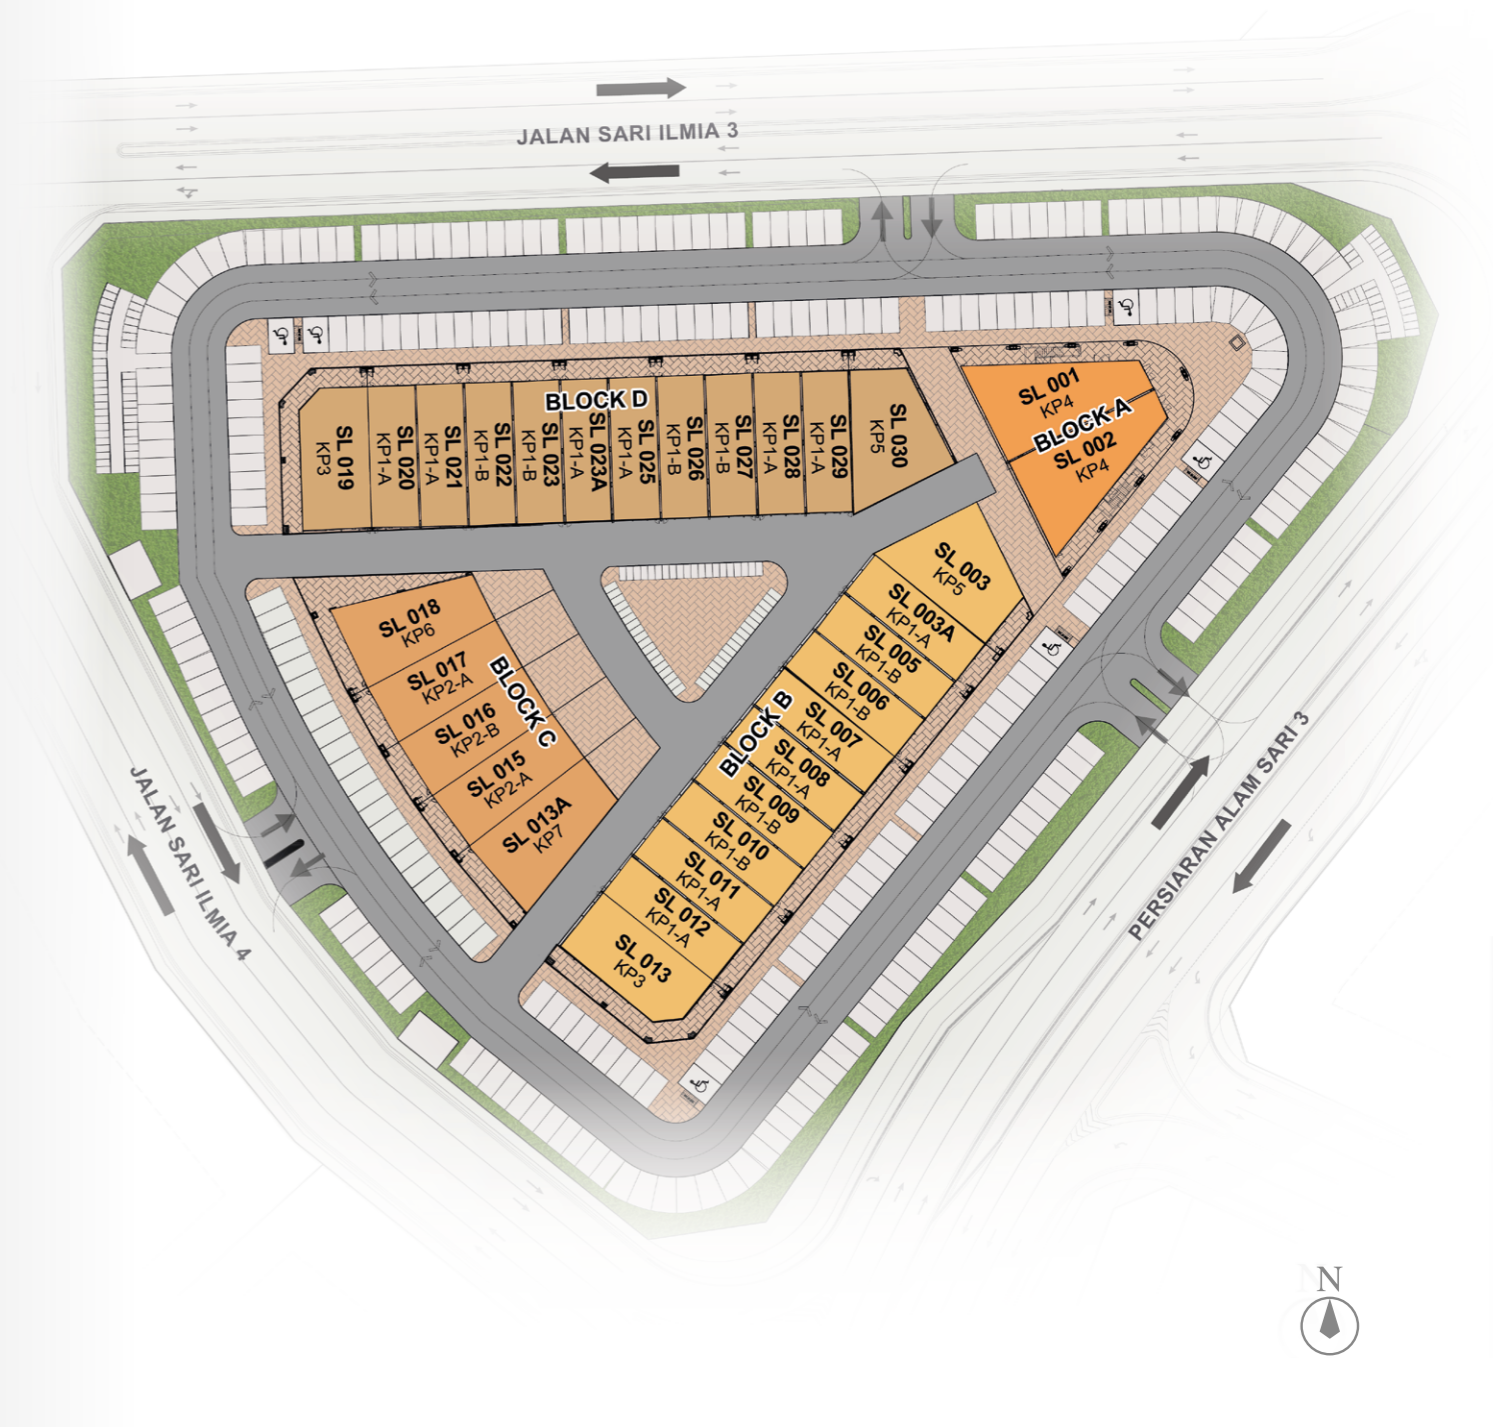 JALAN SARI ILMIA 3
BLOCK D
SL 019
KP3
SL 020
KP1-A
SL 021
KP1-A
SL 022
KP1-B
SL 023
KP1-B
SL 023A
KP1-A
SL 025
KP1-A
SL 026
KP1-B
SL 027
KP1-B
SL 028
KP1-A
SL 029
KP1-A
SL 030
KP5
SL 001
KP4
BLOCK A
SL 002
KP4
SL 003
KP5
SL 003A
KP1-A
SL 005
KP1-B
SL 006
KP1-B
SL 007
KP1-A
SL 008
KP1-A
SL 009
KP1-B
SL 010
KP1-B
SL 011
KP1-A
SL 012
KP1-A
SL 013
KP3
BLOCK B
SL 018
KP6
SL 017
KP2-A
SL 016
KP2-B
SL 015
KP2-A
SL 013A
KP7
BLOCK C
JALAN SARI ILMIA 4
PERSIARAN ALAM SARI 3
N